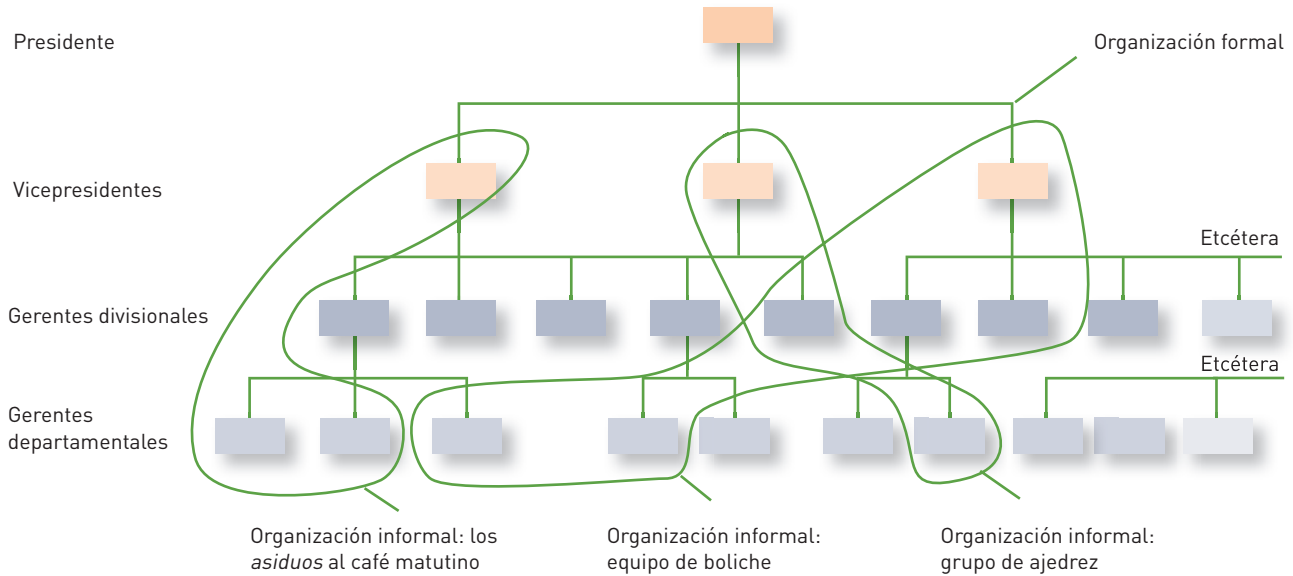 Presidente
Organización formal
Vicepresidentes
Etcétera
Gerentes divisionales
Etcétera
Gerentes
departamentales
Organización informal: los
asiduos al café matutino
Organización informal:
equipo de boliche
Organización informal:
grupo de ajedrez